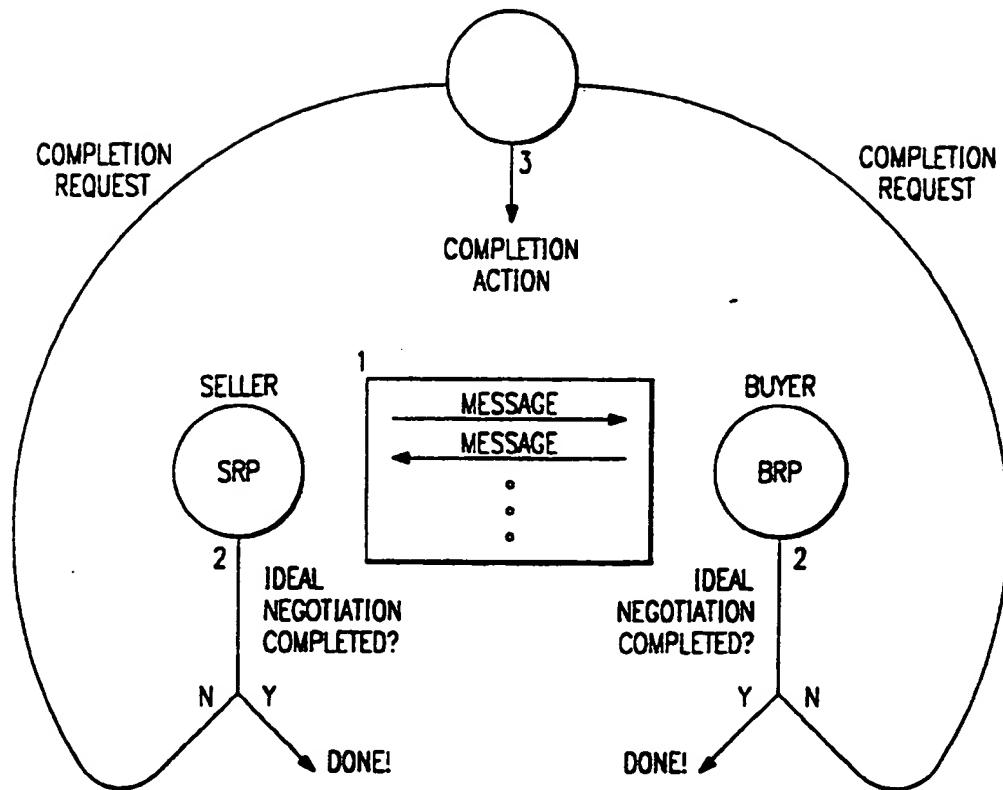 COMPLETION
REQUEST
COMPLETION
REQUEST
3
COMPLETION
ACTION
1
SELLER
BUYER
MESSAGE
MESSAGE
SRP
BRP
2
2
IDEAL
NEGOTIATION
COMPLETED?
IDEAL
NEGOTIATION
COMPLETED?
N Y
Y N
DONE!
DONE!